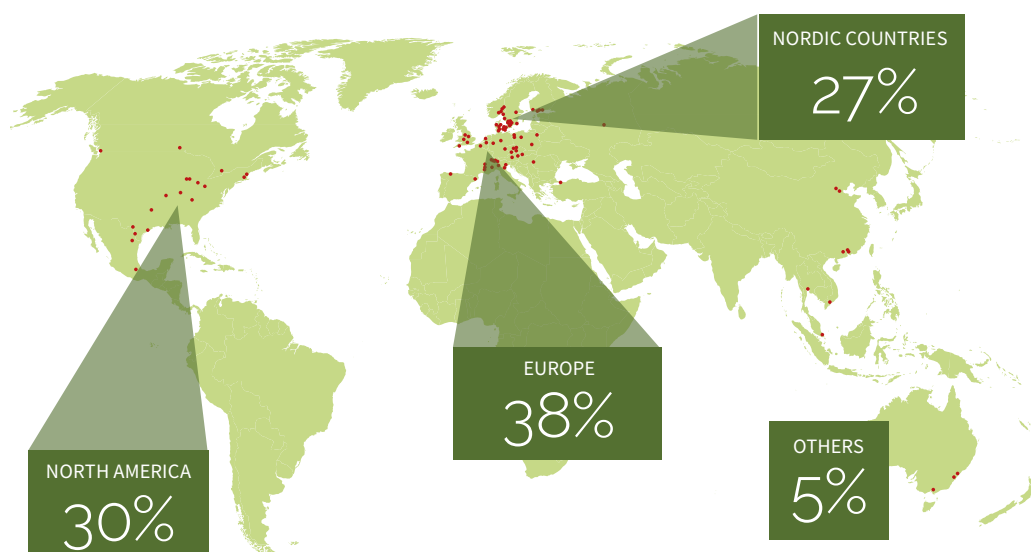 NORDIC COUNTRIES
27%
EUROPE
38%
OTHERS
5%
NORTH AMERICA
30%